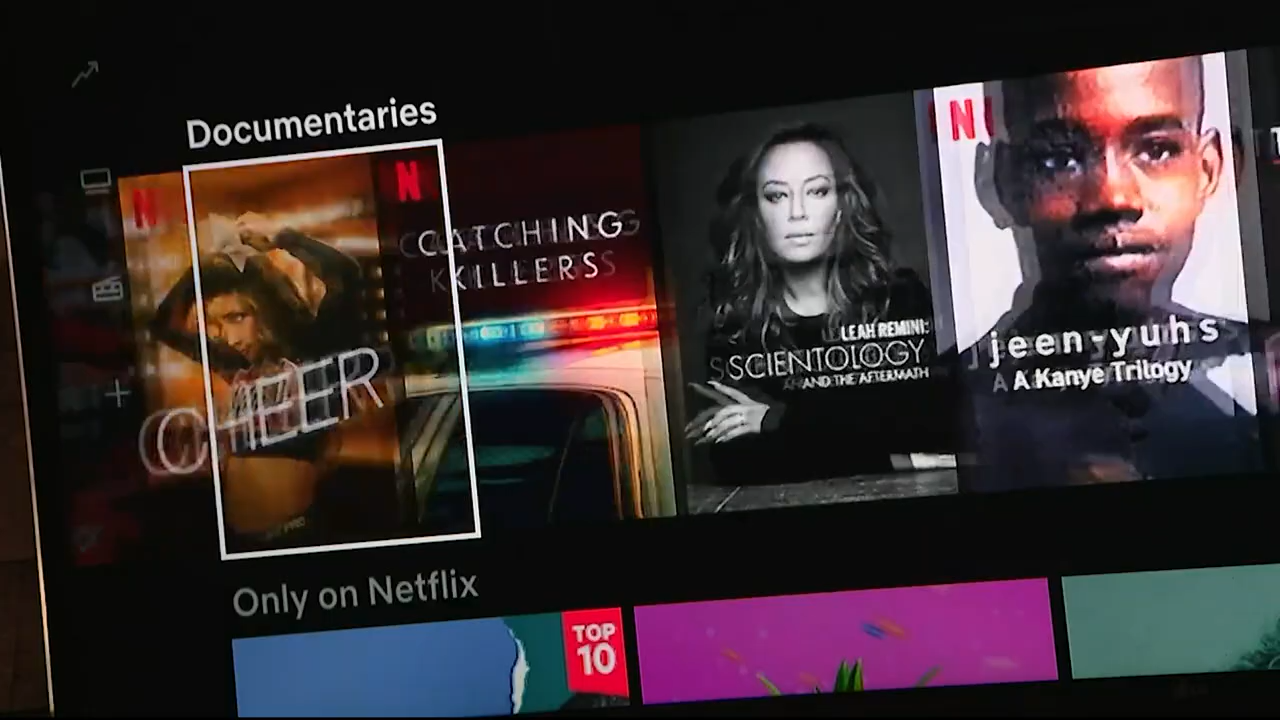 Documentaries
N
N
CATCHING
KILLERS
CHEER
LEAH REMINI:
SCIENTOLOGY
AND THE AFTERMATH
N
jeen-yuhs
A Kanye Trilogy
Only on Netflix
TOP
10